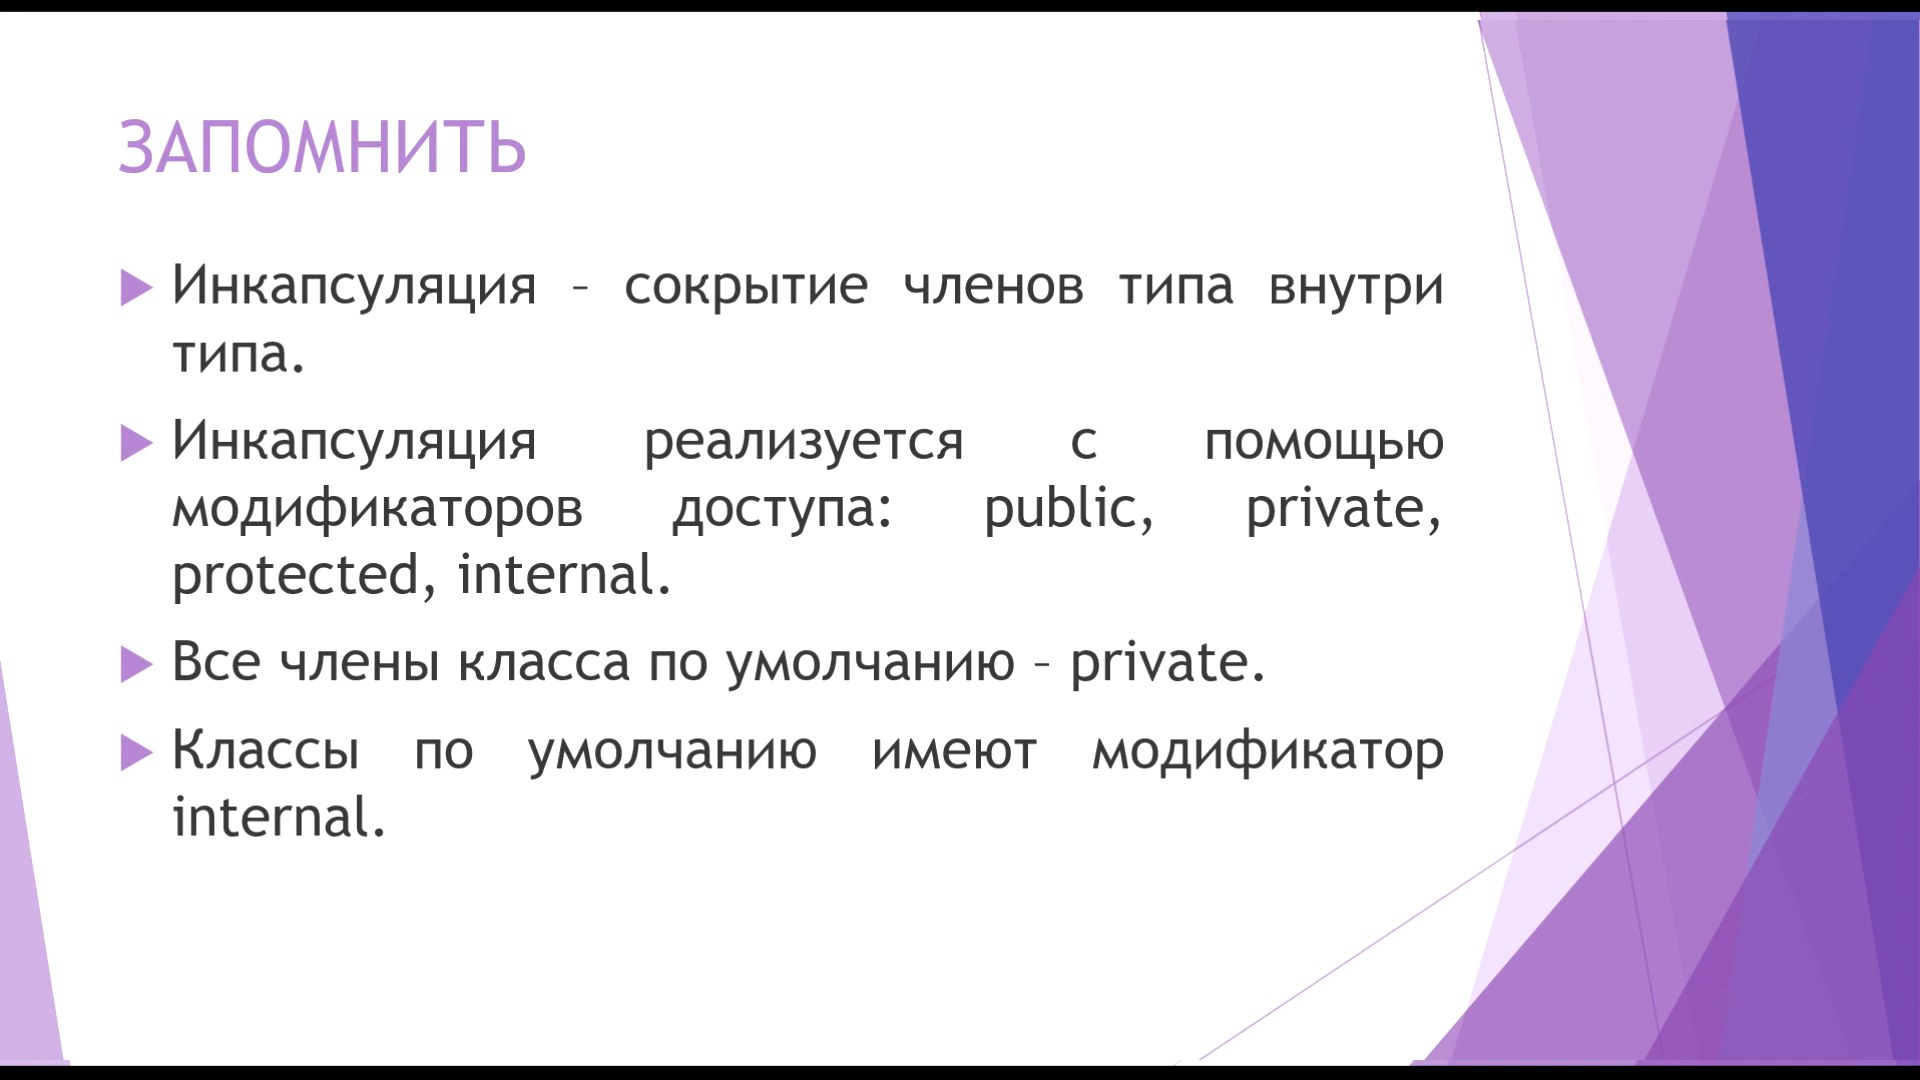 ЗАПОМНИТЬ
Инкапсуляция – сокрытие членов типа внутри
типа.
Инкапсуляция реализуется с помощью
модификаторов доступа: public, private,
protected, internal.
Все члены класса по умолчанию – private.
Классы по умолчанию имеют модификатор
internal.